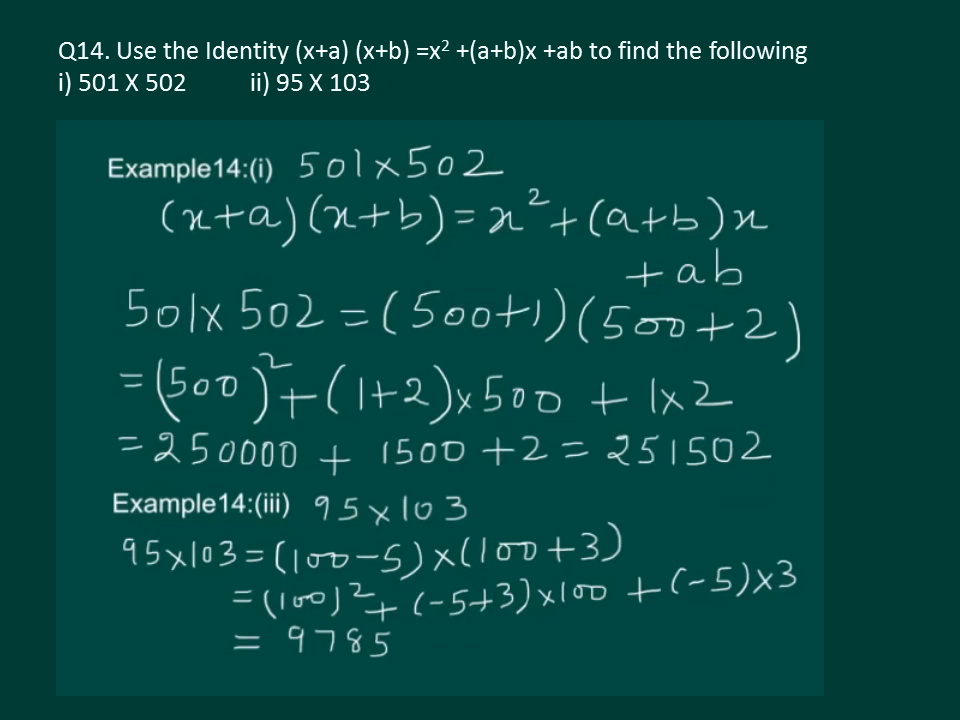 Q14. Use the Identity (x+a) (x+b) =x² +(a+b)x +ab to find the following
i) 501 X 502 ii) 95 X 103
Example14:(i) 501×502
(x+a)(x+b)=x²+(a+b)x
+ab
501×502=(500+1)(500+2)
=(500)²+(1+2)×500+1×2
=250000+1500+2=251502
Example14:(iii) 95×103
95×103=(100-5)×(100+3)
=(100)²+(-5+3)×100+(-5)×3
=9785